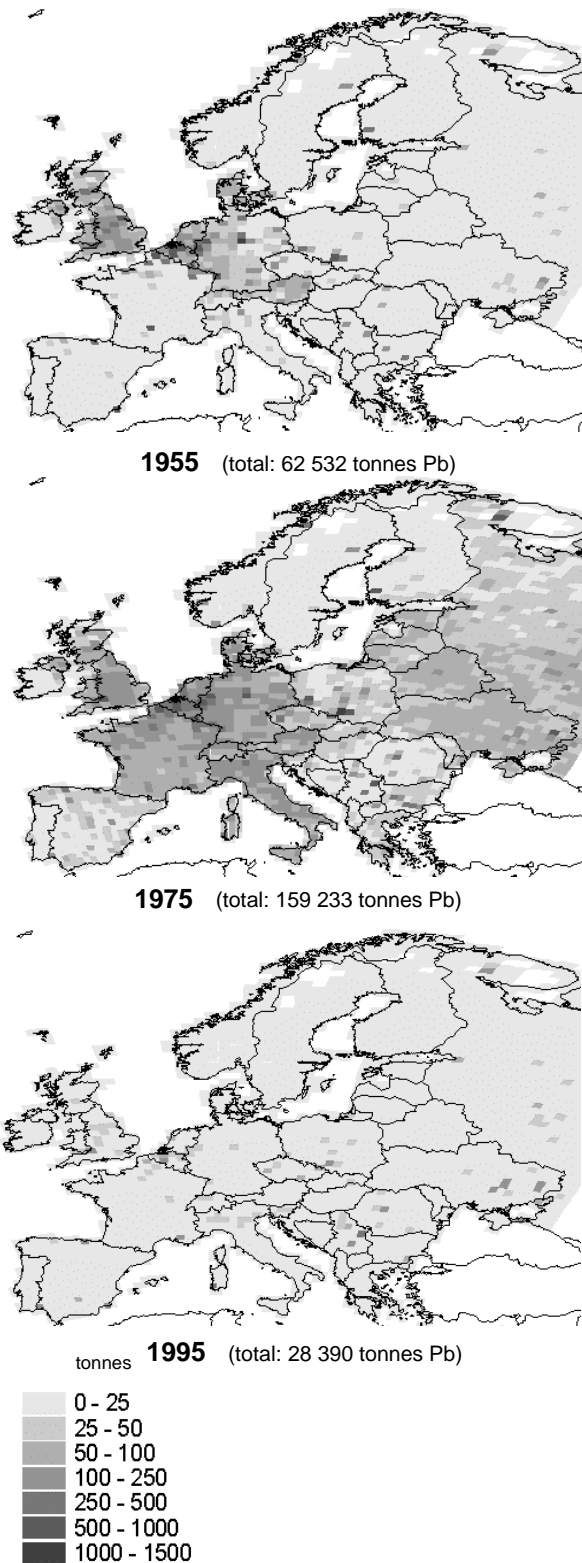 1955 (total: 62 532 tonnes Pb)
1975 (total: 159 233 tonnes Pb)
1995 (total: 28 390 tonnes Pb)
tonnes
0 - 25
25 - 50
50 - 100
100 - 250
250 - 500
500 - 1000
1000 - 1500